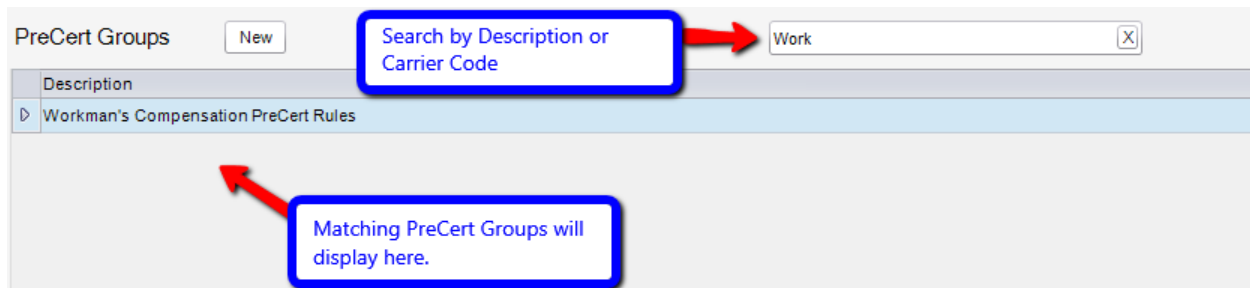 PreCert Groups
New
Search by Description or
Carrier Code
Work
X
Description
Workman's Compensation PreCert Rules
Matching PreCert Groups will
display here.